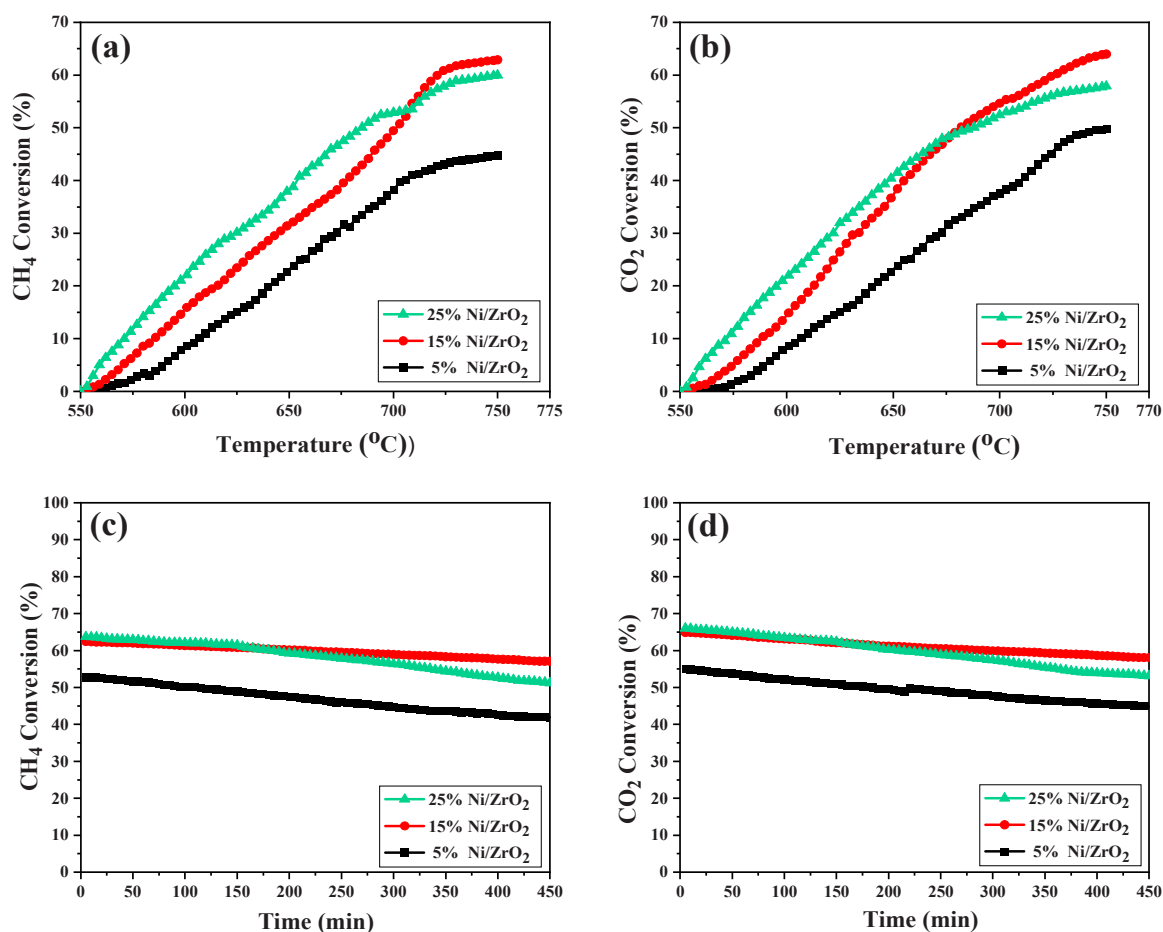 (a)
CH4 Conversion (%)
70
60
50
40
30
20
10
0
550
600
650
700
750
775
Temperature (⁰C))
25% Ni/ZrO2
15% Ni/ZrO2
5% Ni/ZrO2
(b)
CO2 Coversion (%)
70
60
50
40
30
20
10
0
550
600
650
700
750
770
Temperature (⁰C)
25% Ni/ZrO2
15% Ni/ZrO2
5% Ni/ZrO2
(c)
CH4 Conversion (%)
100
90
80
70
60
50
40
30
20
10
0
0
50
100
150
200
250
300
350
400
450
Time (min)
25% Ni/ZrO2
15% Ni/ZrO2
5% Ni/ZrO2
(d)
CO2 Conversion (%)
100
90
80
70
60
50
40
30
20
10
0
0
50
100
150
200
250
300
350
400
450
Time (min)
25% Ni/ZrO2
15% Ni/ZrO2
5% Ni/ZrO2